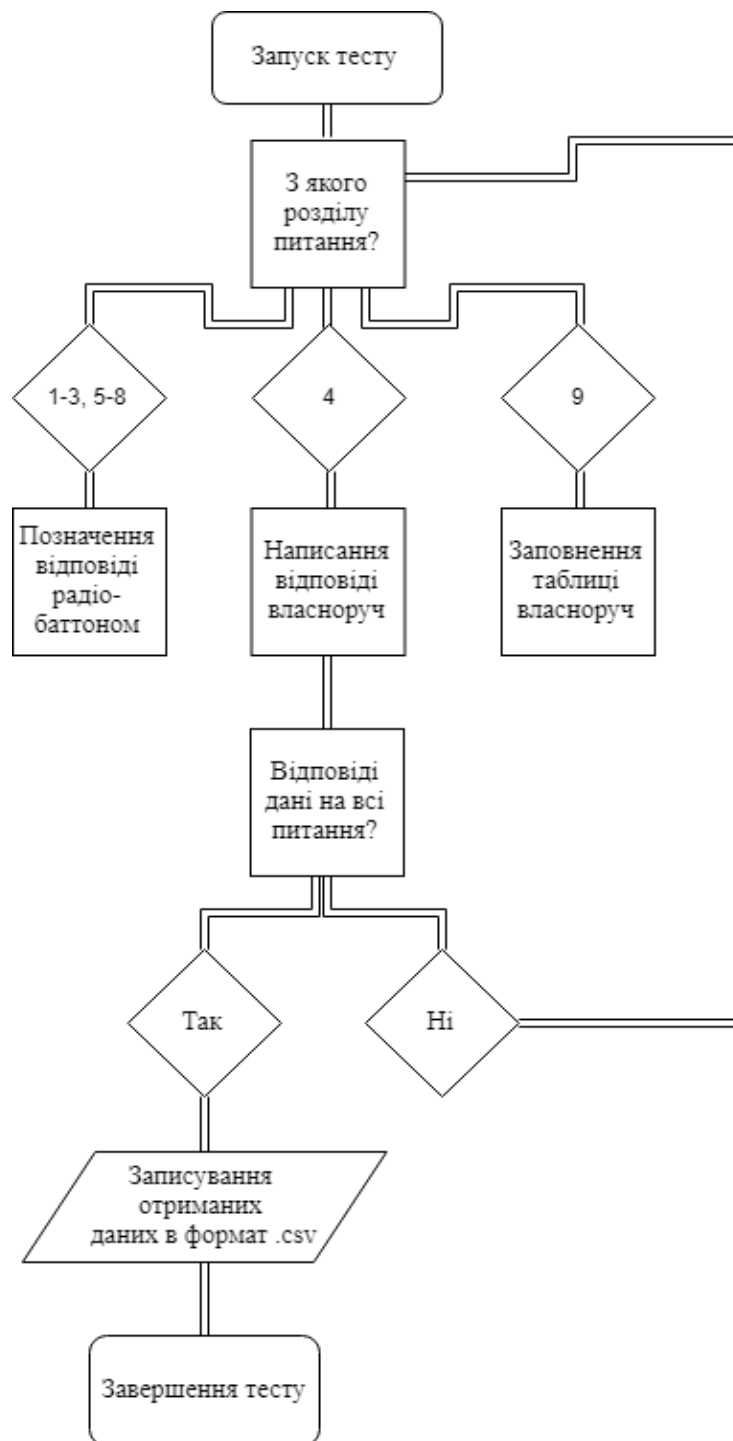 Запуск тесту
З якого
розділу
питання?
1-3, 5-8
4
9
Позначення
відповіді
радіо-
баттоном
Написання
відповіді
власноруч
Заповнення
таблиці
власноруч
Відповіді
дані на всі
питання?
Так
Ні
Записування
отриманих
даних в формат .csv
Завершення тесту